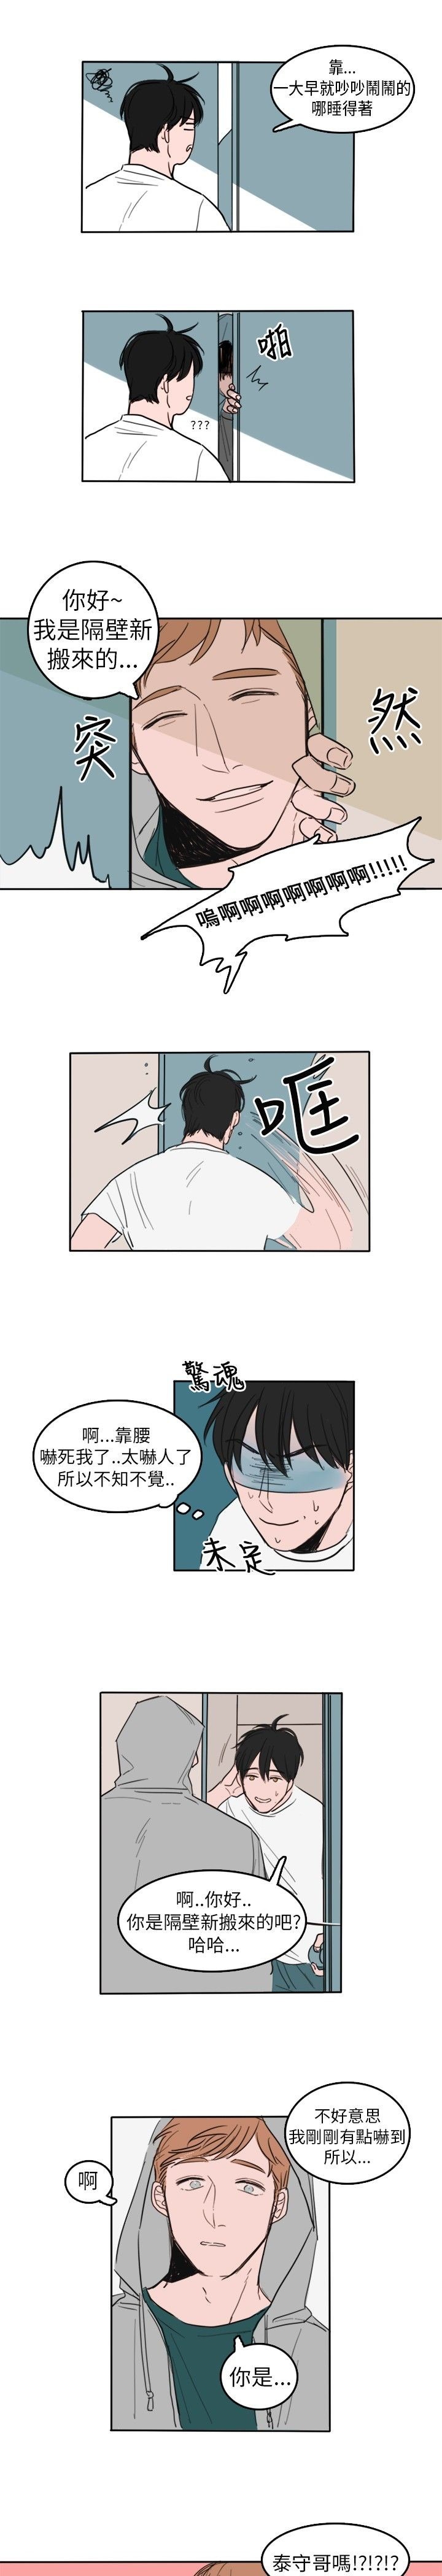 靠...
一大早就吵吵鬧鬧的
哪睡得著
啪
???
你好~
我是隔壁新
搬來的...
突
然
嗚啊啊啊啊啊啊啊!!!!!
哐
驚魂
啊...靠腰
嚇死我了..太嚇人了
所以不知不覺..
未定
啊..你好..
你是隔壁新搬來的吧?
哈哈...
不好意思
我剛剛有點嚇到
所以...
啊
你是...
泰守哥嗎!?!?!?